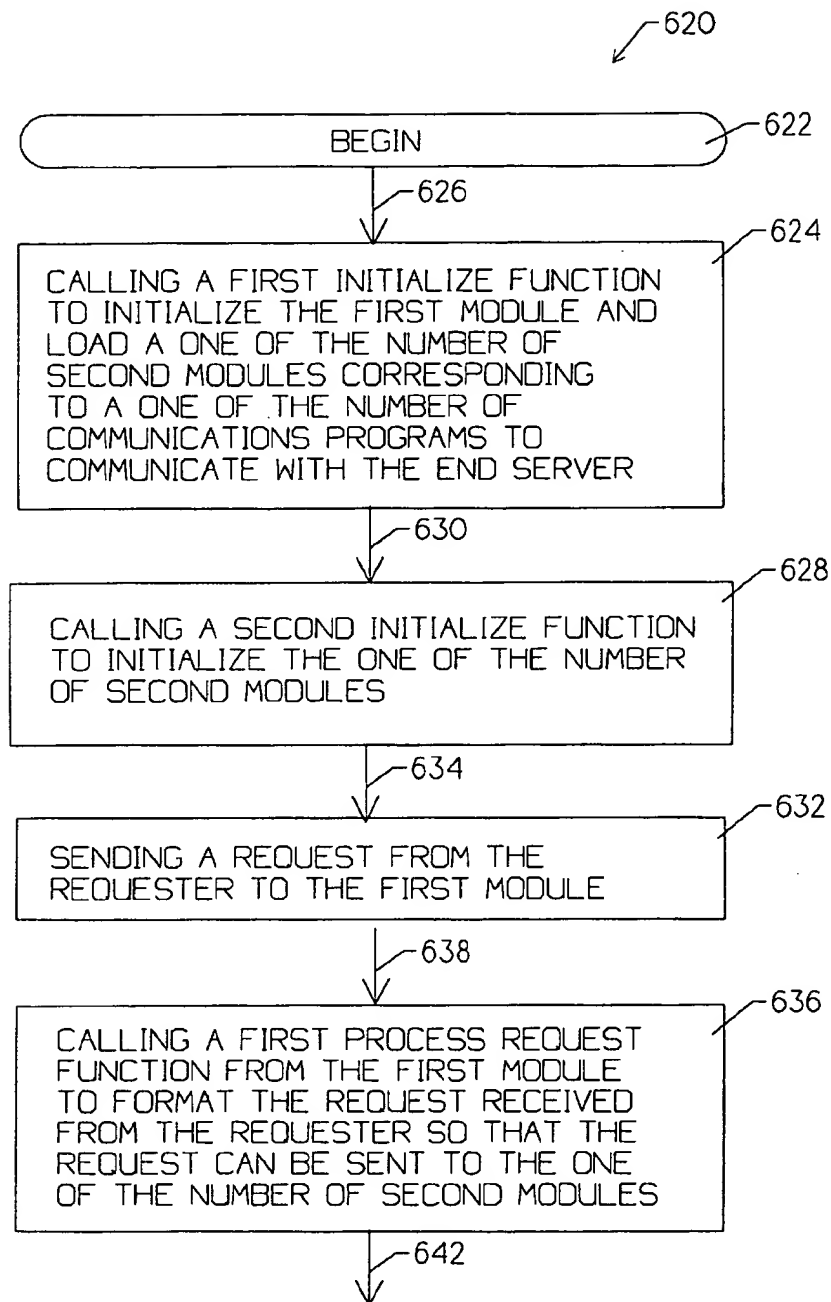 620
BEGIN
622
626
624
CALLING A FIRST INITIALIZE FUNCTION
TO INITIALIZE THE FIRST MODULE AND
LOAD A ONE OF THE NUMBER OF
SECOND MODULES CORRESPONDING
TO A ONE OF THE NUMBER OF
COMMUNICATIONS PROGRAMS TO
COMMUNICATE WITH THE END SERVER
630
628
CALLING A SECOND INITIALIZE FUNCTION
TO INITIALIZE THE ONE OF THE NUMBER
OF SECOND MODULES
634
632
SENDING A REQUEST FROM THE
REQUESTER TO THE FIRST MODULE
638
636
CALLING A FIRST PROCESS REQUEST
FUNCTION FROM THE FIRST MODULE
TO FORMAT THE REQUEST RECEIVED
FROM THE REQUESTER SO THAT THE
REQUEST CAN BE SENT TO THE ONE
OF THE NUMBER OF SECOND MODULES
642